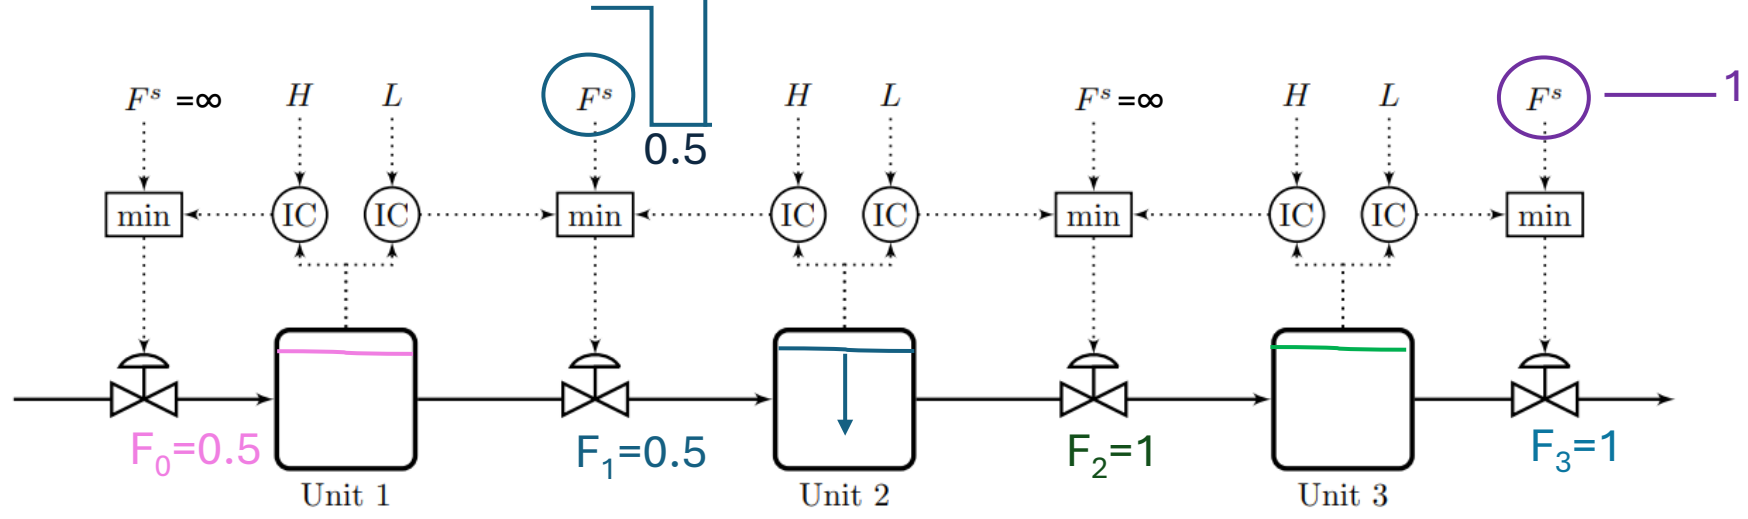 0.5
F^s =∞ H L F^s H L F^s =∞ H L F^s 1
min IC IC min IC IC min IC IC min
F₀=0.5 F₁=0.5 F₂=1 F₃=1
Unit 1 Unit 2 Unit 3